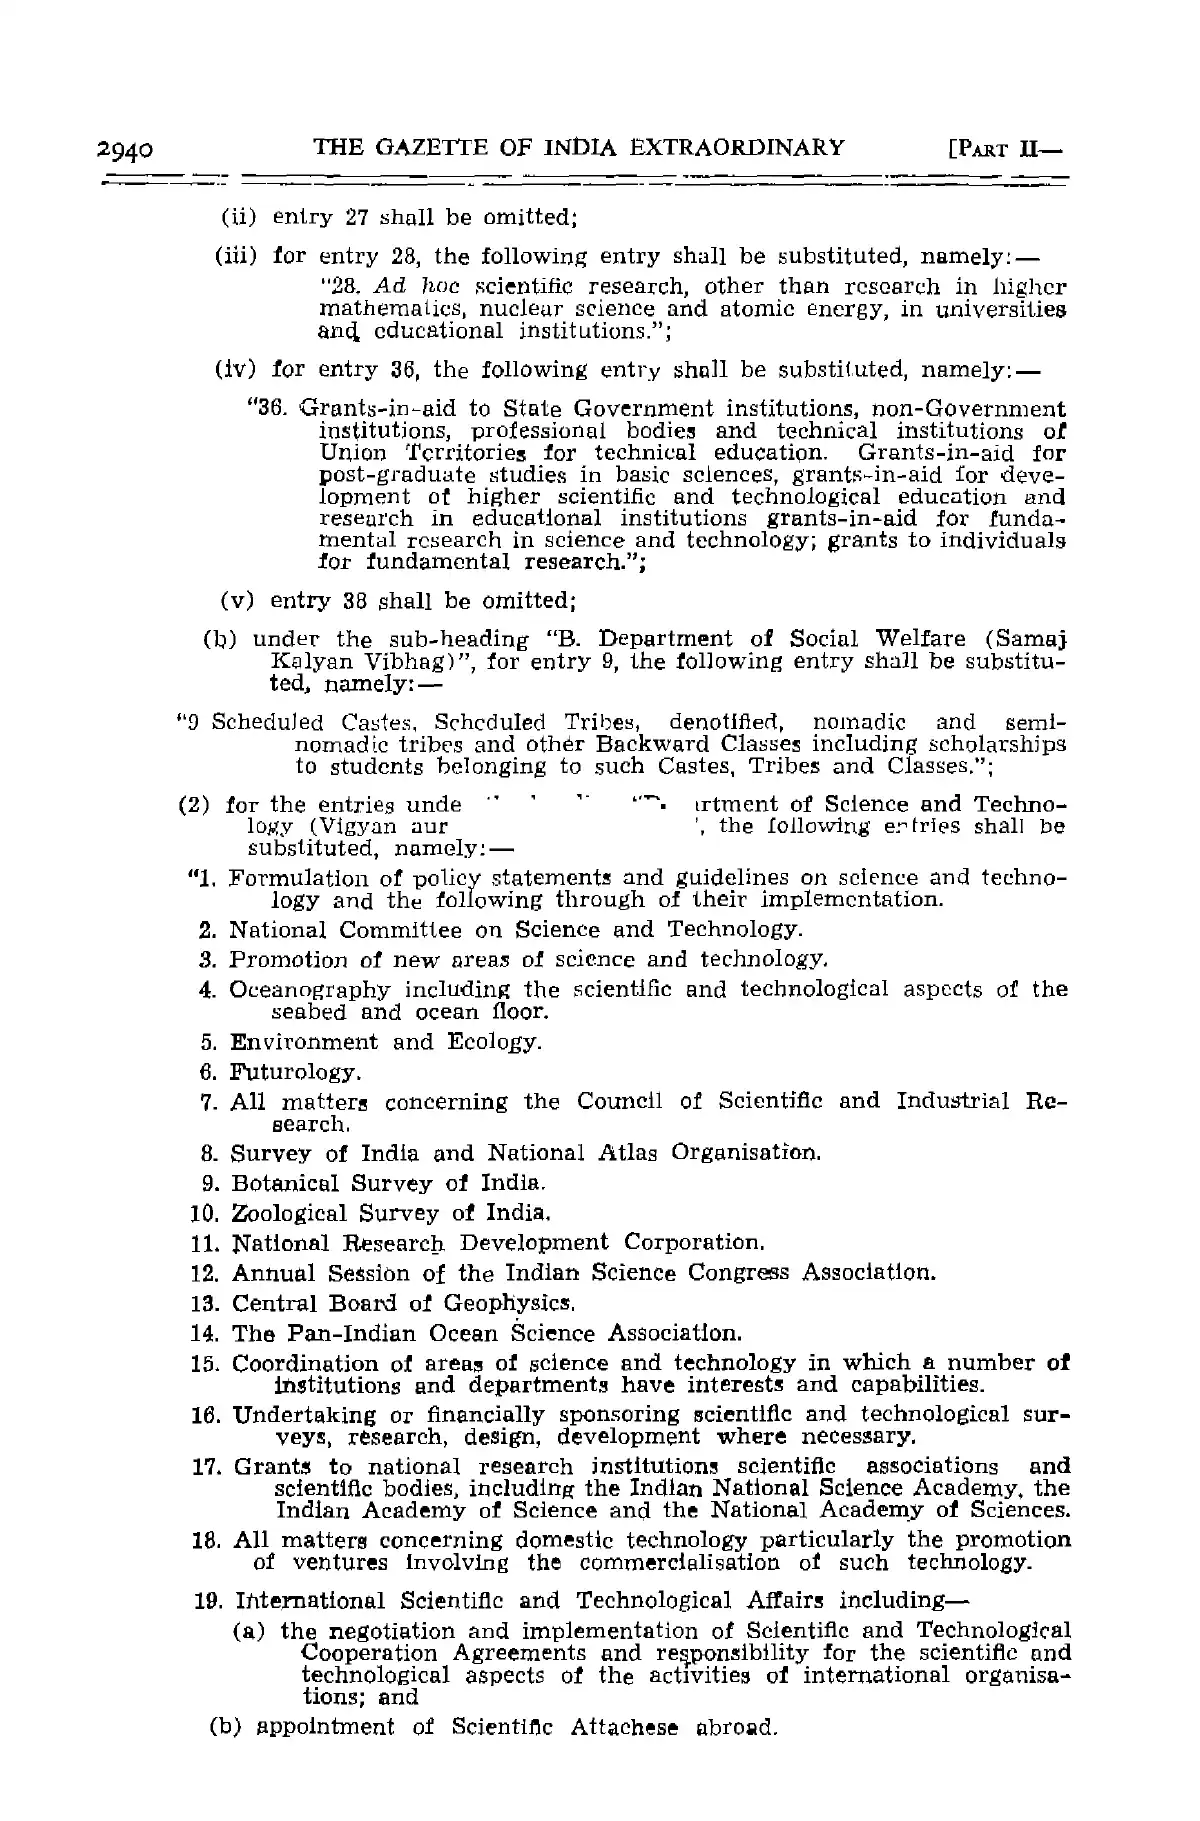 2940 THE GAZETTE OF INDIA EXTRAORDINARY [PART II—
(ii) entry 27 shall be omitted;
(iii) for entry 28, the following entry shall be substituted, namely:—
"28. Ad hoc scientific research, other than research in higher
mathematics, nuclear science and atomic energy, in universities
and educational institutions.";
(iv) for entry 36, the following entry shall be substituted, namely:—
"36. Grants-in-aid to State Government institutions, non-Government
institutions, professional bodies and technical institutions of
Union Territories for technical education. Grants-in-aid for
post-graduate studies in basic sciences, grants-in-aid for deve-
lopment of higher scientific and technological education and
research in educational institutions grants-in-aid for funda-
mental research in science and technology; grants to individuals
for fundamental research.";
(v) entry 38 shall be omitted;
(b) under the sub-heading "B. Department of Social Welfare (Samaj
Kalyan Vibhag)", for entry 9, the following entry shall be substitu-
ted, namely:—
"9 Scheduled Castes, Scheduled Tribes, denotified, nomadic and semi-
nomadic tribes and other Backward Classes including scholarships
to students belonging to such Castes, Tribes and Classes.";
(2) for the entries unde artment of Science and Techno-
logy (Vigyan aur ', the following entries shall be
substituted, namely:—
"1. Formulation of policy statements and guidelines on science and techno-
logy and the following through of their implementation.
2. National Committee on Science and Technology.
3. Promotion of new areas of science and technology.
4. Oceanography including the scientific and technological aspects of the
seabed and ocean floor.
5. Environment and Ecology.
6. Futurology.
7. All matters concerning the Council of Scientific and Industrial Re-
search.
8. Survey of India and National Atlas Organisation.
9. Botanical Survey of India.
10. Zoological Survey of India.
11. National Research Development Corporation.
12. Annual Session of the Indian Science Congress Association.
13. Central Board of Geophysics.
14. The Pan-Indian Ocean Science Association.
15. Coordination of areas of science and technology in which a number of
institutions and departments have interests and capabilities.
16. Undertaking or financially sponsoring scientific and technological sur-
veys, research, design, development where necessary.
17. Grants to national research institutions scientific associations and
scientific bodies, including the Indian National Science Academy, the
Indian Academy of Science and the National Academy of Sciences.
18. All matters concerning domestic technology particularly the promotion
of ventures involving the commercialisation of such technology.
19. International Scientific and Technological Affairs including—
(a) the negotiation and implementation of Scientific and Technological
Cooperation Agreements and responsibility for the scientific and
technological aspects of the activities of international organisa-
tions; and
(b) appointment of Scientific Attachese abroad.